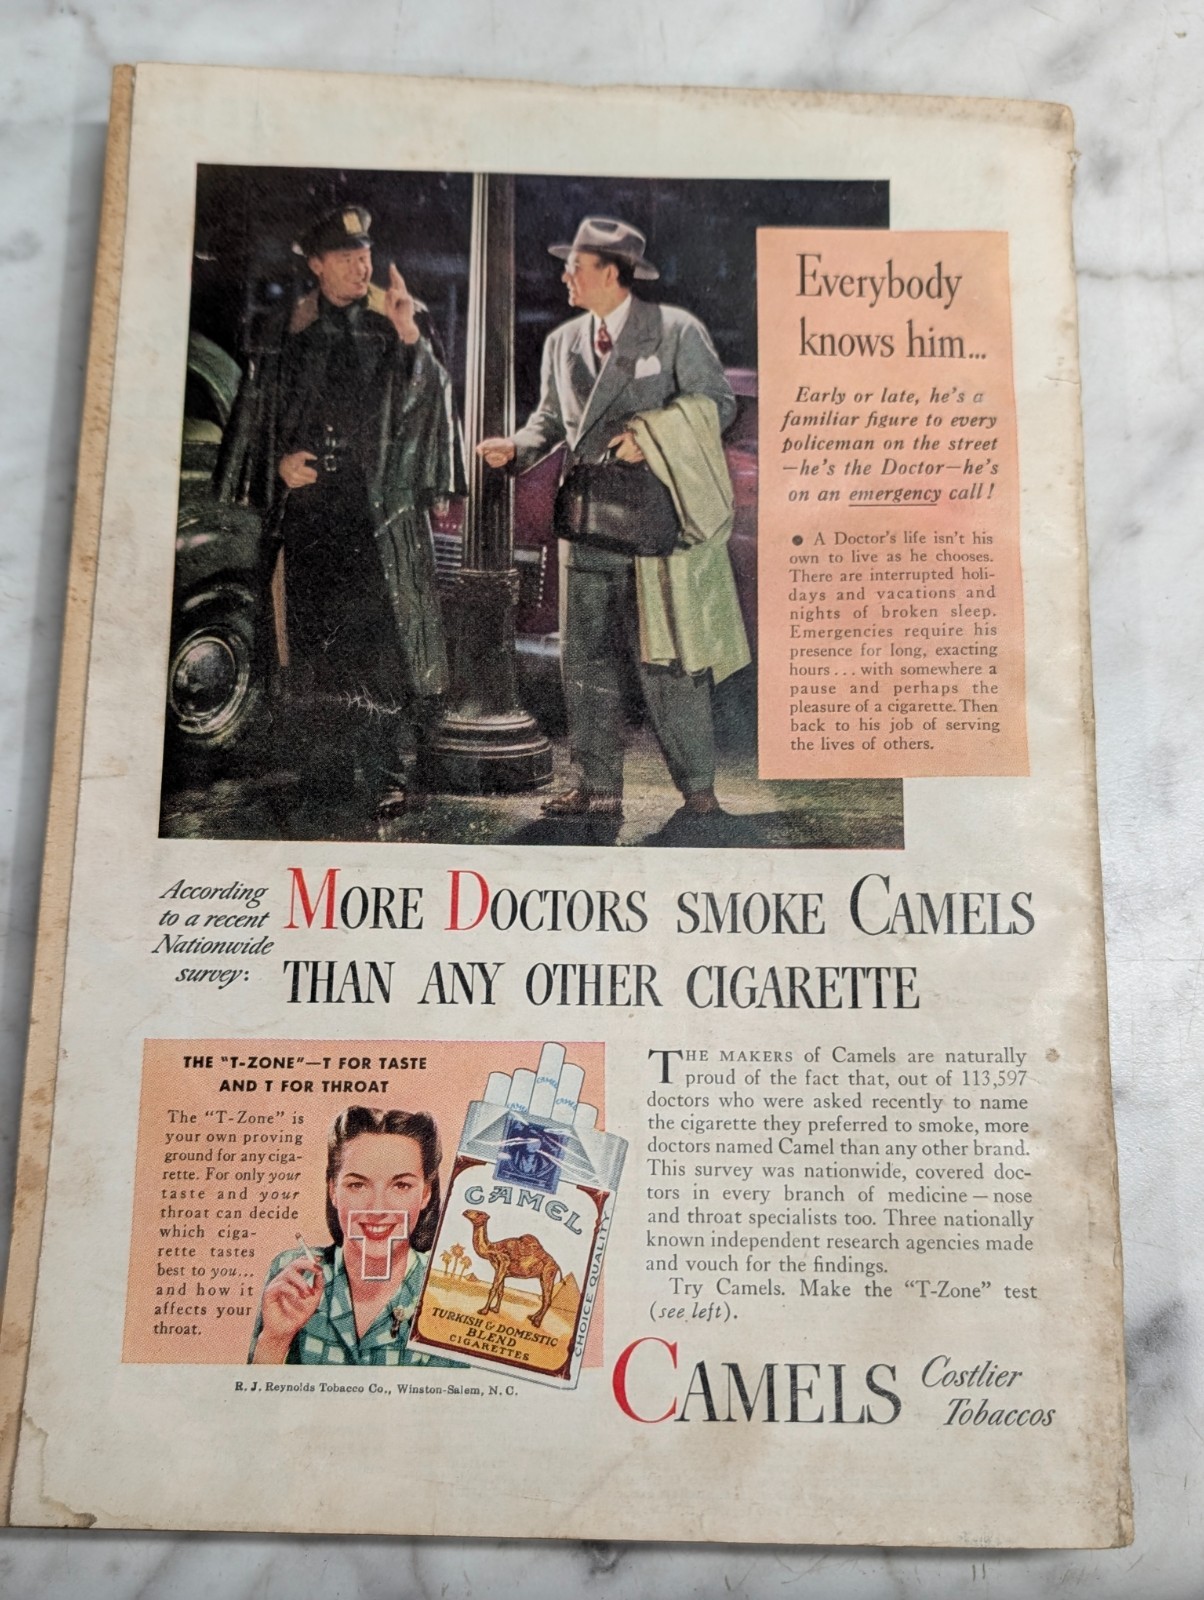 Everybody
knows him...
Early or late, he's a
familiar figure to every
policeman on the street
—he's the Doctor—he's
on an emergency call!
● A Doctor's life isn't his
own to live as he chooses.
There are interrupted holi-
days and vacations and
nights of broken sleep.
Emergencies require his
presence for long, exacting
hours...with somewhere a
pause and perhaps the
pleasure of a cigarette. Then
back to his job of serving
the lives of others.
According
to a recent
Nationwide
survey:
MORE DOCTORS SMOKE CAMELS
THAN ANY OTHER CIGARETTE
THE "T-ZONE"—T FOR TASTE
AND T FOR THROAT
The "T-Zone" is
your own proving
ground for any ciga-
rette. For only your
taste and your
throat can decide
which ciga-
rette tastes
best to you...
and how it
affects your
throat.
T
CAMEL
CAMEL
CAMEL
CAMEL
TURKISH & DOMESTIC
BLEND
CIGARETTES
CHOICE QUALITY
R. J. Reynolds Tobacco Co., Winston-Salem, N. C.
THE MAKERS of Camels are naturally
proud of the fact that, out of 113,597
doctors who were asked recently to name
the cigarette they preferred to smoke, more
doctors named Camel than any other brand.
This survey was nationwide, covered doc-
tors in every branch of medicine—nose
and throat specialists too. Three nationally
known independent research agencies made
and vouch for the findings.
Try Camels. Make the "T-Zone" test
(see left).
CAMELS
Costlier
Tobaccos